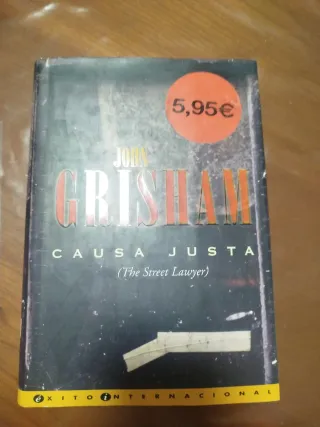 5,95€
JOHN
GRISHAM
CAUSA JUSTA
(The Street Lawyer)
ÉXITO INTERNACIONAL